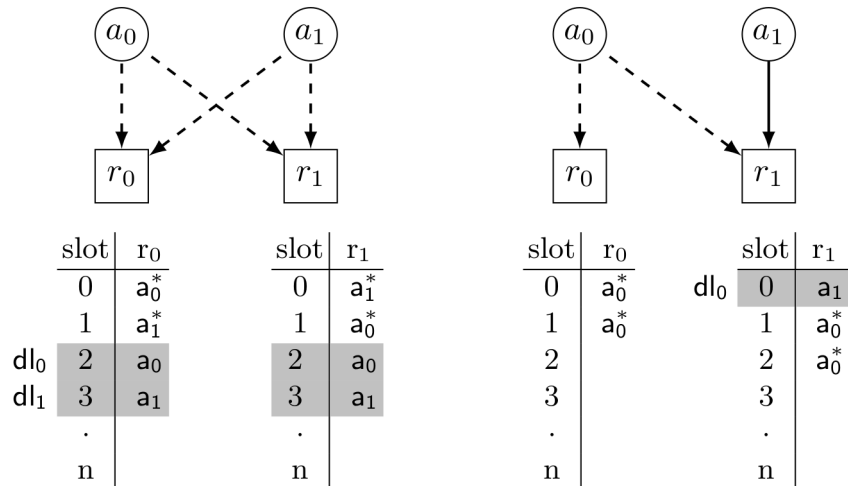 a₀ a₁ a₀ a₁
r₀ r₁ r₀ r₁
slot r₀ slot r₁ slot r₀ slot r₁
0 a₀* 0 a₁* 0 a₀* dl₀ 0 a₁
1 a₁* 1 a₀* 1 a₀* 1 a₀*
dl₀ 2 a₀ 2 a₀ 2 2 a₀*
dl₁ 3 a₁ 3 a₁ 3 3
. . . .
n n n n